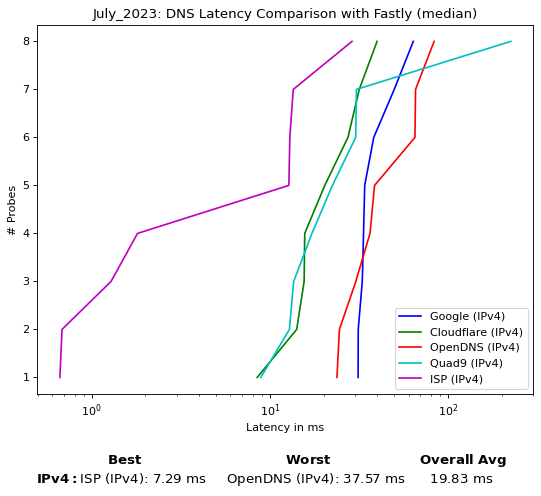 July_2023: DNS Latency Comparison with Fastly (median)
8
7
6
5
4
3
2
1
# Probes
Google (IPv4)
Cloudflare (IPv4)
OpenDNS (IPv4)
Quad9 (IPv4)
ISP (IPv4)
10^0 10^1 10^2
Latency in ms
Best Worst Overall Avg
IPv4: ISP (IPv4): 7.29 ms OpenDNS (IPv4): 37.57 ms 19.83 ms